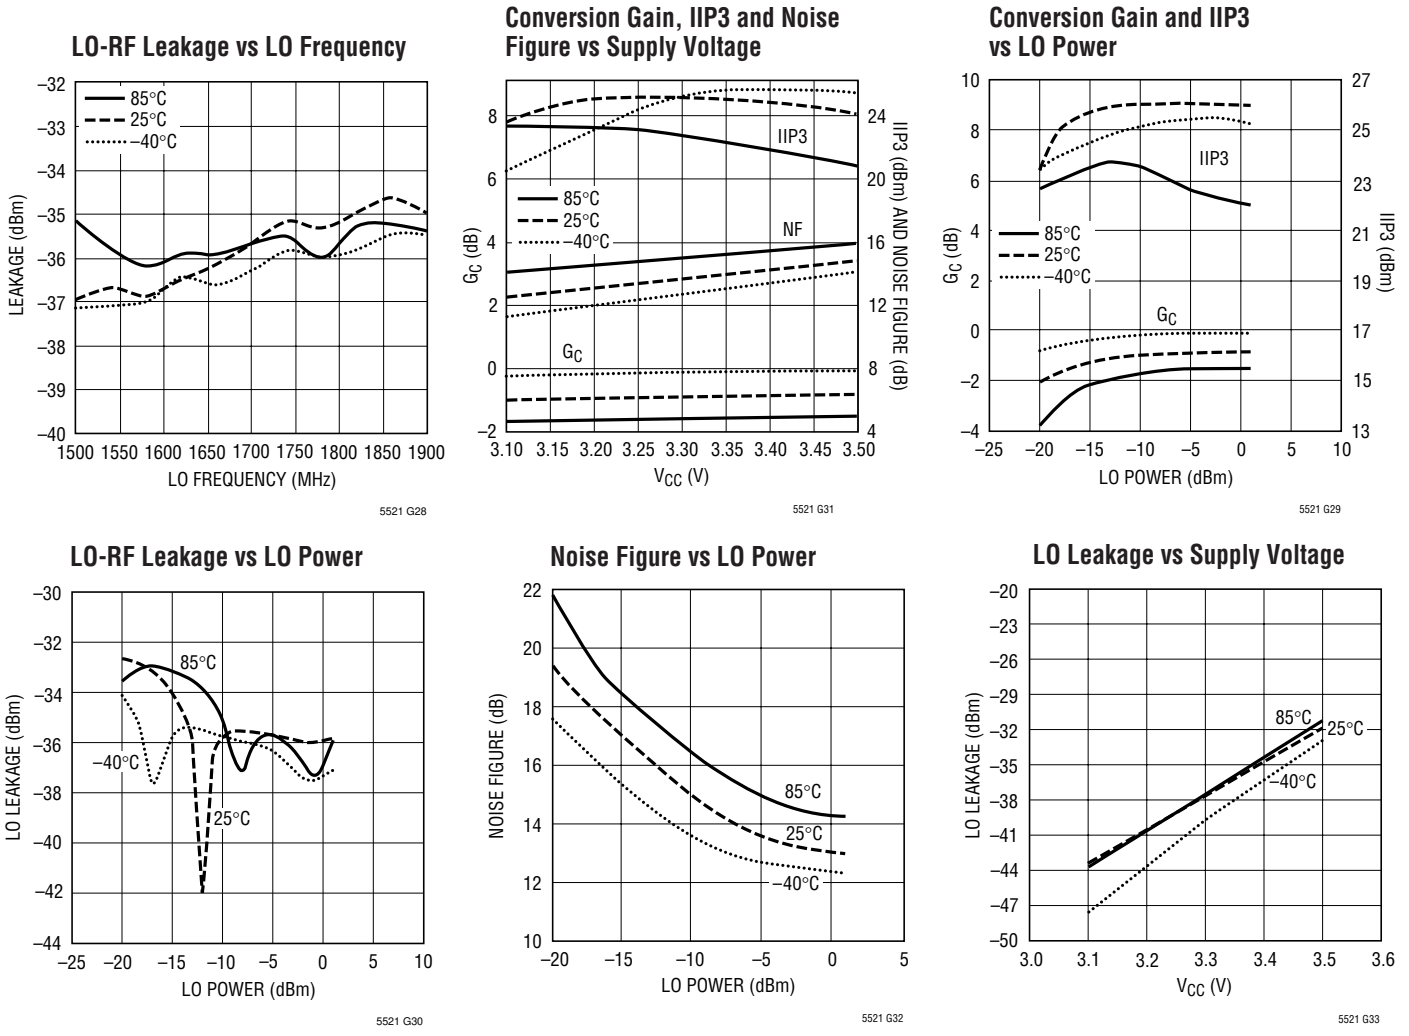 LO-RF Leakage vs LO Frequency
–32
–33
–34
–35
–36
–37
–38
–39
–40
LEAKAGE (dBm)
85°C
25°C
–40°C
1500 1550 1600 1650 1700 1750 1800 1850 1900
LO FREQUENCY (MHz)
5521 G28
Conversion Gain, IIP3 and Noise
Figure vs Supply Voltage
8
6
4
2
0
–2
GC (dB)
IIP3
85°C
25°C
–40°C
NF
GC
24
20
16
12
8
4
IIP3 (dBm) AND NOISE FIGURE (dB)
3.10 3.15 3.20 3.25 3.30 3.35 3.40 3.45 3.50
VCC (V)
5521 G31
Conversion Gain and IIP3
vs LO Power
10
8
6
4
2
0
–2
–4
GC (dB)
IIP3
85°C
25°C
–40°C
GC
27
25
23
21
19
17
15
13
IIP3 (dBm)
–25 –20 –15 –10 –5 0 5 10
LO POWER (dBm)
5521 G29
LO-RF Leakage vs LO Power
–30
–32
–34
–36
–38
–40
–42
–44
LO LEAKAGE (dBm)
85°C
–40°C
25°C
–25 –20 –15 –10 –5 0 5 10
LO POWER (dBm)
5521 G30
Noise Figure vs LO Power
22
20
18
16
14
12
10
NOISE FIGURE (dB)
85°C
25°C
–40°C
–20 –15 –10 –5 0 5
LO POWER (dBm)
5521 G32
LO Leakage vs Supply Voltage
–20
–23
–26
–29
–32
–35
–38
–41
–44
–47
–50
LO LEAKAGE (dBm)
85°C
25°C
–40°C
3.0 3.1 3.2 3.3 3.4 3.5 3.6
VCC (V)
5521 G33